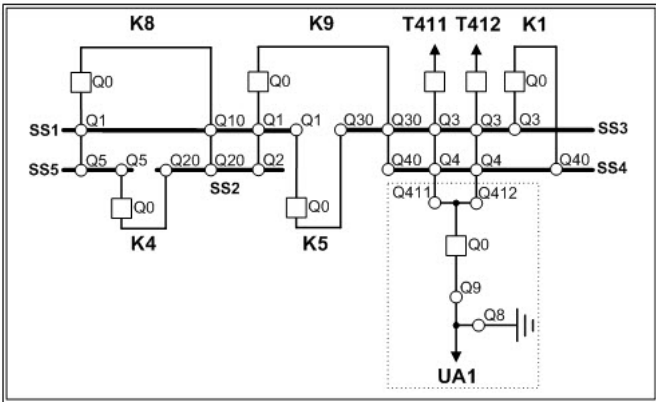 K8 K9 T411 T412 K1
Q0 Q0 Q0
SS1 Q1 Q10 Q1 Q1 Q30 Q30 Q3 Q3 Q3 SS3
SS5 Q5 Q5 Q20 Q20 Q2 Q40 Q4 Q4 Q40 SS4
SS2
Q411 Q412
Q0 Q0
K4 K5
Q0
Q9
Q8
UA1